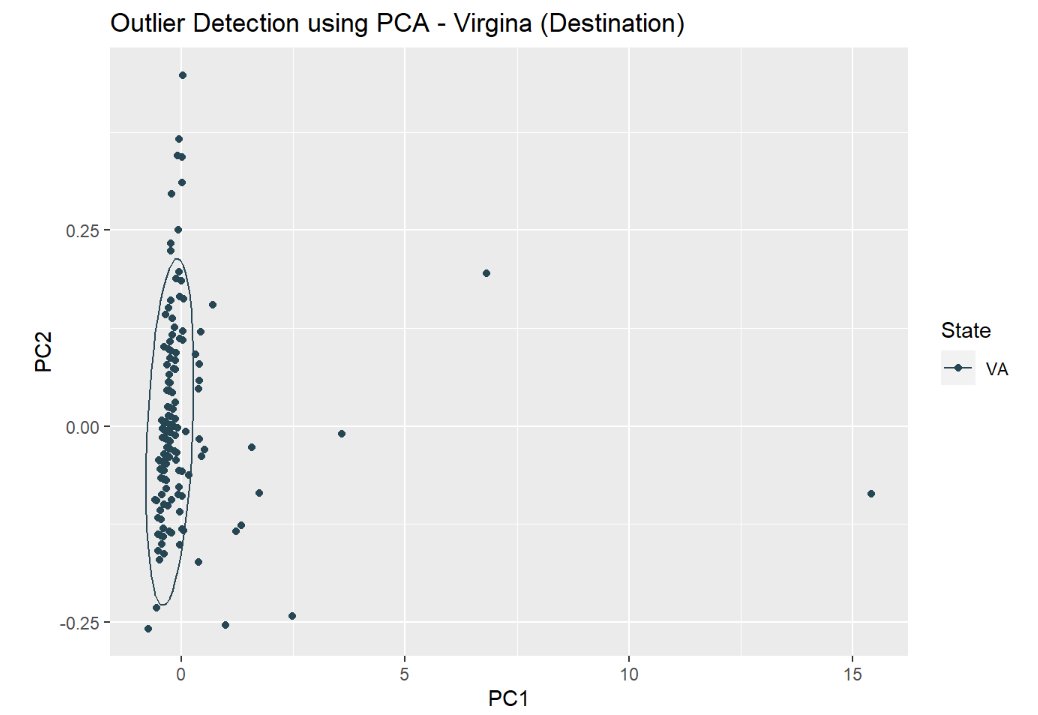 Outlier Detection using PCA - Virgina (Destination)
0.25
0.00
-0.25
PC2
0
5
10
15
PC1
State
VA